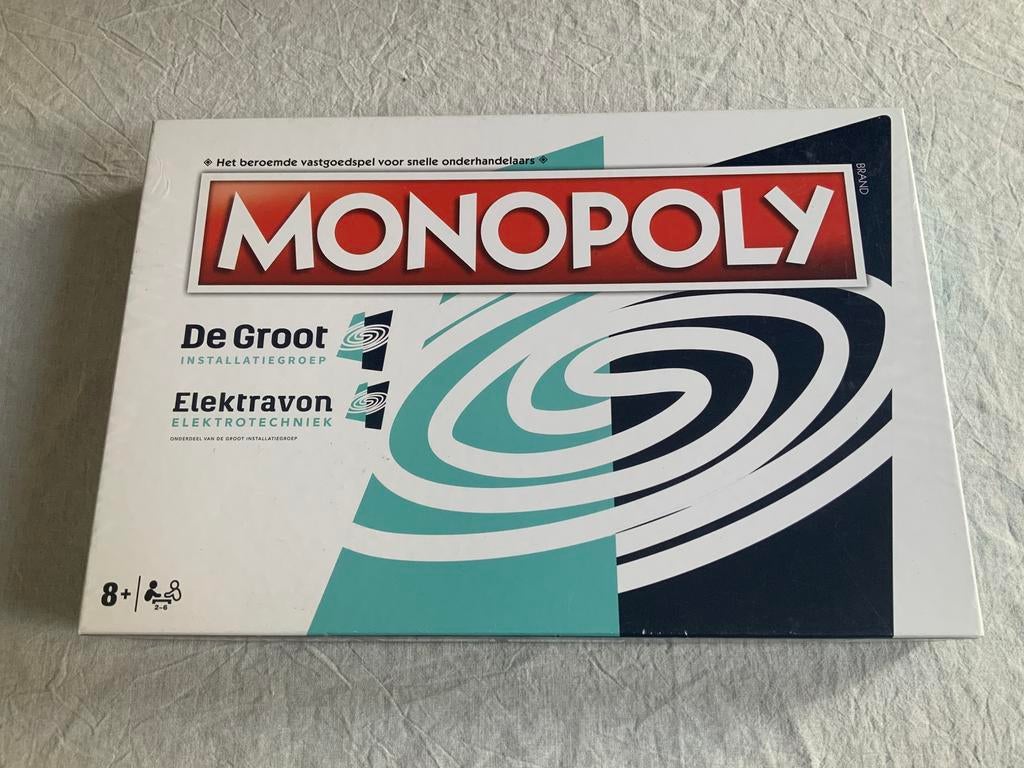 Het beroemde vastgoedspel voor snelle onderhandelaars
MONOPOLY
BRAND
De Groot
INSTALLATIEGROEP
Elektravon
ELEKTROTECHNIEK
ONDERDEEL VAN DE GROOT INSTALLATIEGROEP
8+
2-6